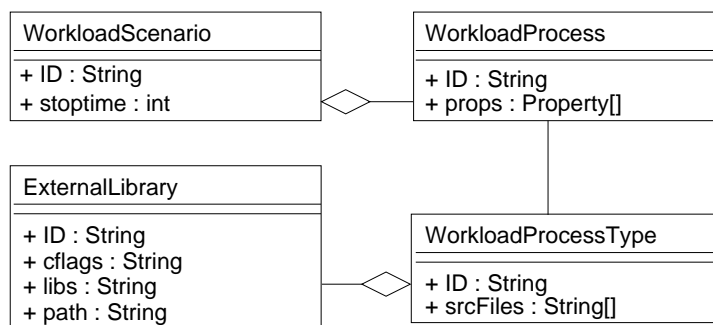 WorkloadScenario
+ ID : String
+ stoptime : int
WorkloadProcess
+ ID : String
+ props : Property[]
ExternalLibrary
+ ID : String
+ cflags : String
+ libs : String
+ path : String
WorkloadProcessType
+ ID : String
+ srcFiles : String[]